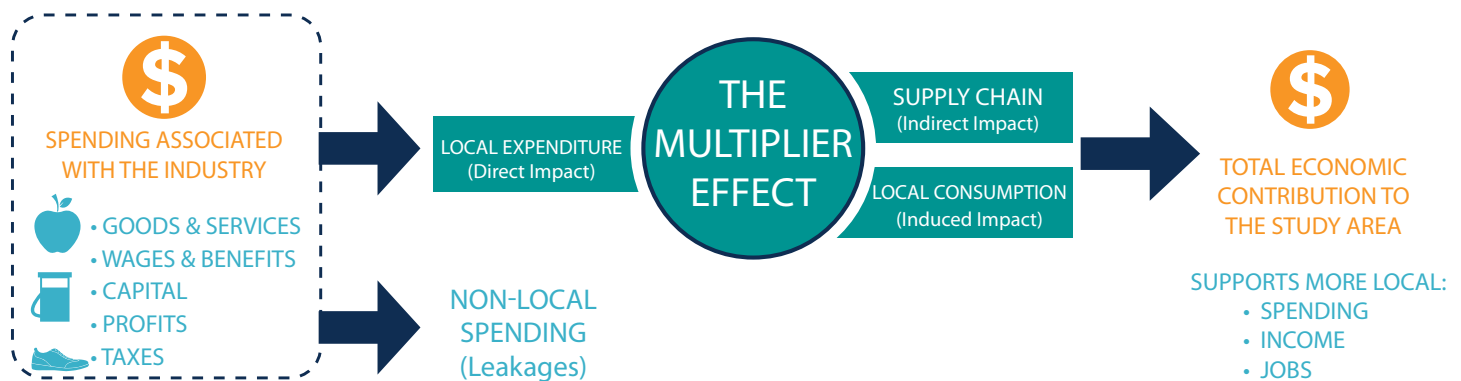 $
SPENDING ASSOCIATED
WITH THE INDUSTRY
• GOODS & SERVICES
• WAGES & BENEFITS
• CAPITAL
• PROFITS
• TAXES
LOCAL EXPENDITURE
(Direct Impact)
NON-LOCAL
SPENDING
(Leakages)
THE
MULTIPLIER
EFFECT
SUPPLY CHAIN
(Indirect Impact)
LOCAL CONSUMPTION
(Induced Impact)
$
TOTAL ECONOMIC
CONTRIBUTION TO
THE STUDY AREA
SUPPORTS MORE LOCAL:
• SPENDING
• INCOME
• JOBS